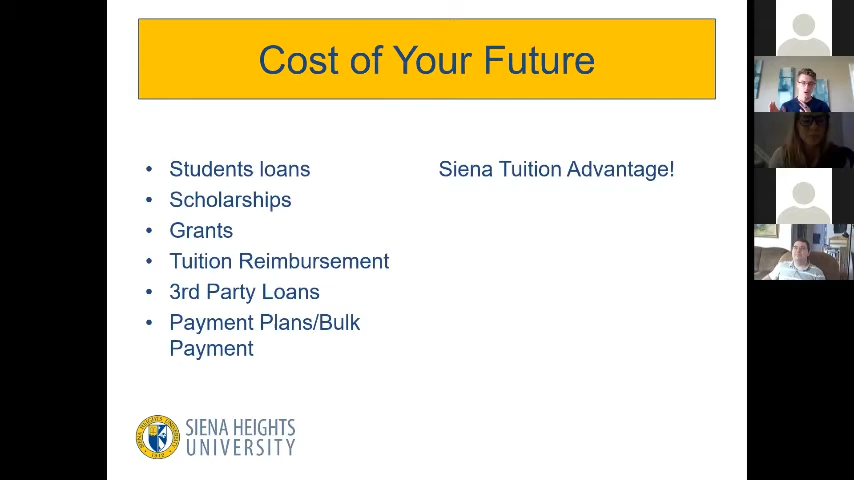 Cost of Your Future
• Students loans
• Scholarships
• Grants
• Tuition Reimbursement
• 3rd Party Loans
• Payment Plans/Bulk
Payment
Siena Tuition Advantage!
SIENA HEIGHTS
UNIVERSITY